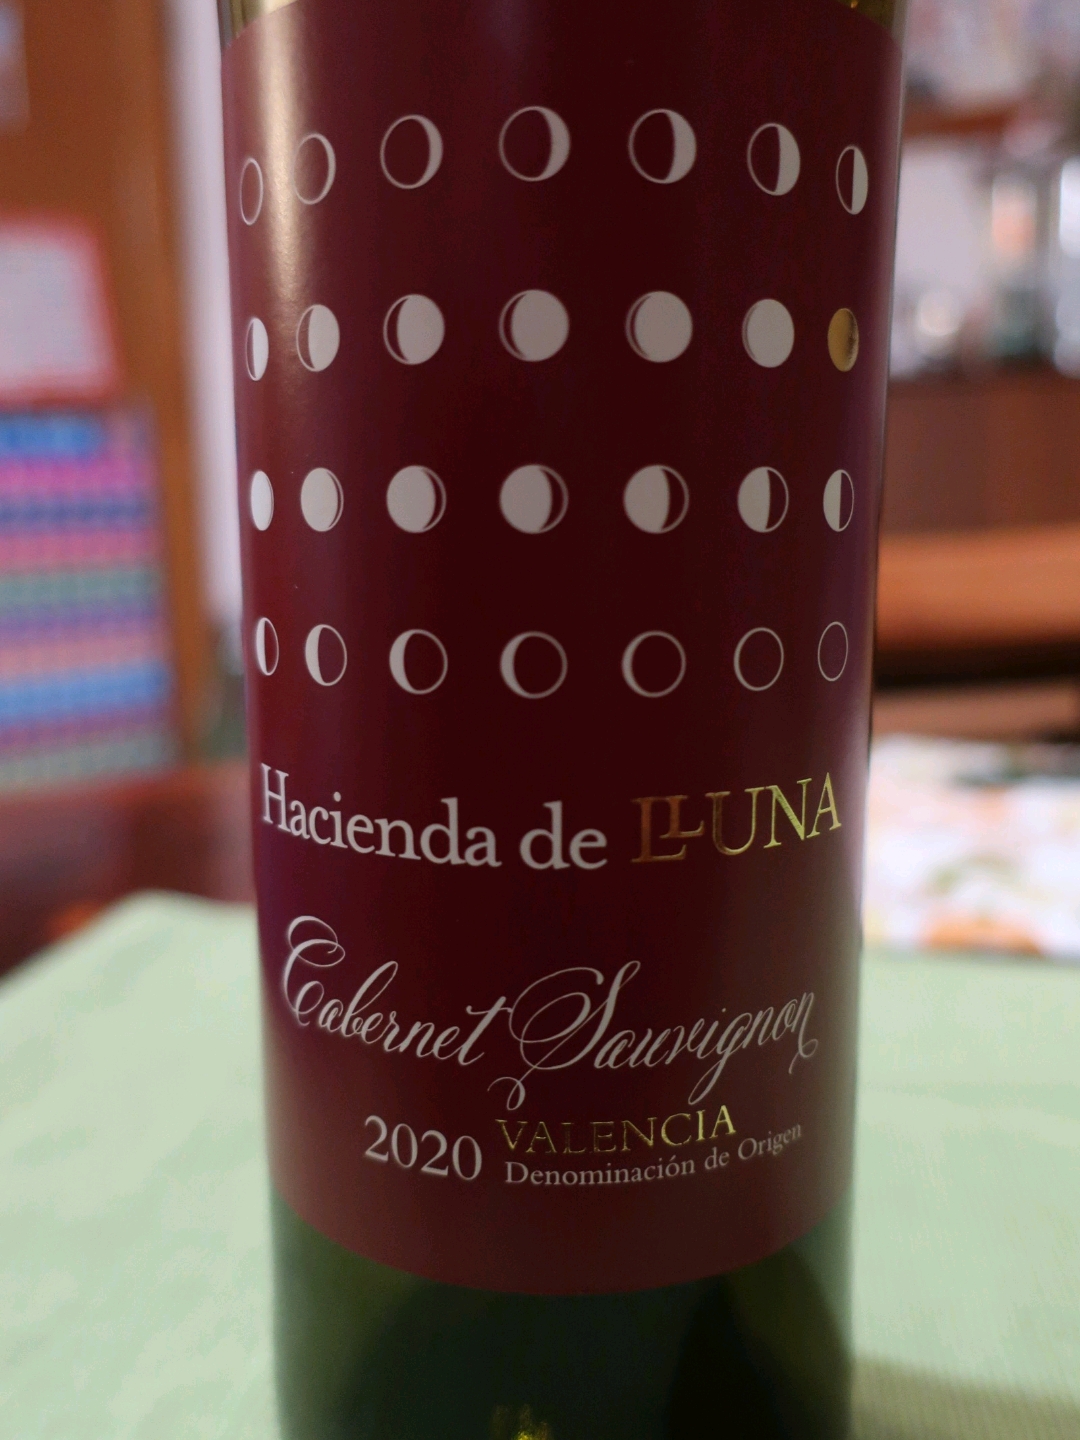 Hacienda de LLUNA
Cabernet Sauvignon
2020 VALENCIA
Denominación de Origen